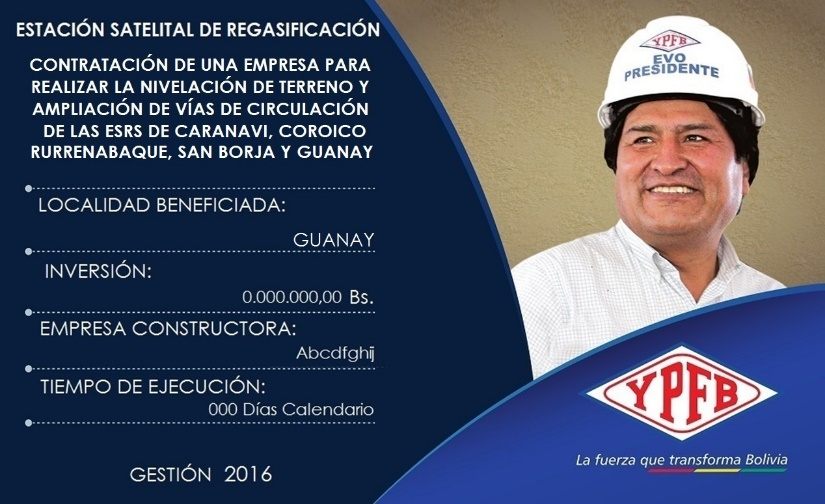 ESTACIÓN SATELITAL DE REGASIFICACIÓN
CONTRATACIÓN DE UNA EMPRESA PARA
REALIZAR LA NIVELACIÓN DE TERRENO Y
AMPLIACIÓN DE VÍAS DE CIRCULACIÓN
DE LAS ESRS DE CARANAVI, COROICO
RURRENABAQUE, SAN BORJA Y GUANAY
LOCALIDAD BENEFICIADA:
GUANAY
INVERSIÓN:
0.000.000,00 Bs.
EMPRESA CONSTRUCTORA:
Abcdfghij
TIEMPO DE EJECUCIÓN:
000 Días Calendario
GESTIÓN 2016
YPFB
EVO
PRESIDENTE
YPFB
La fuerza que transforma Bolivia